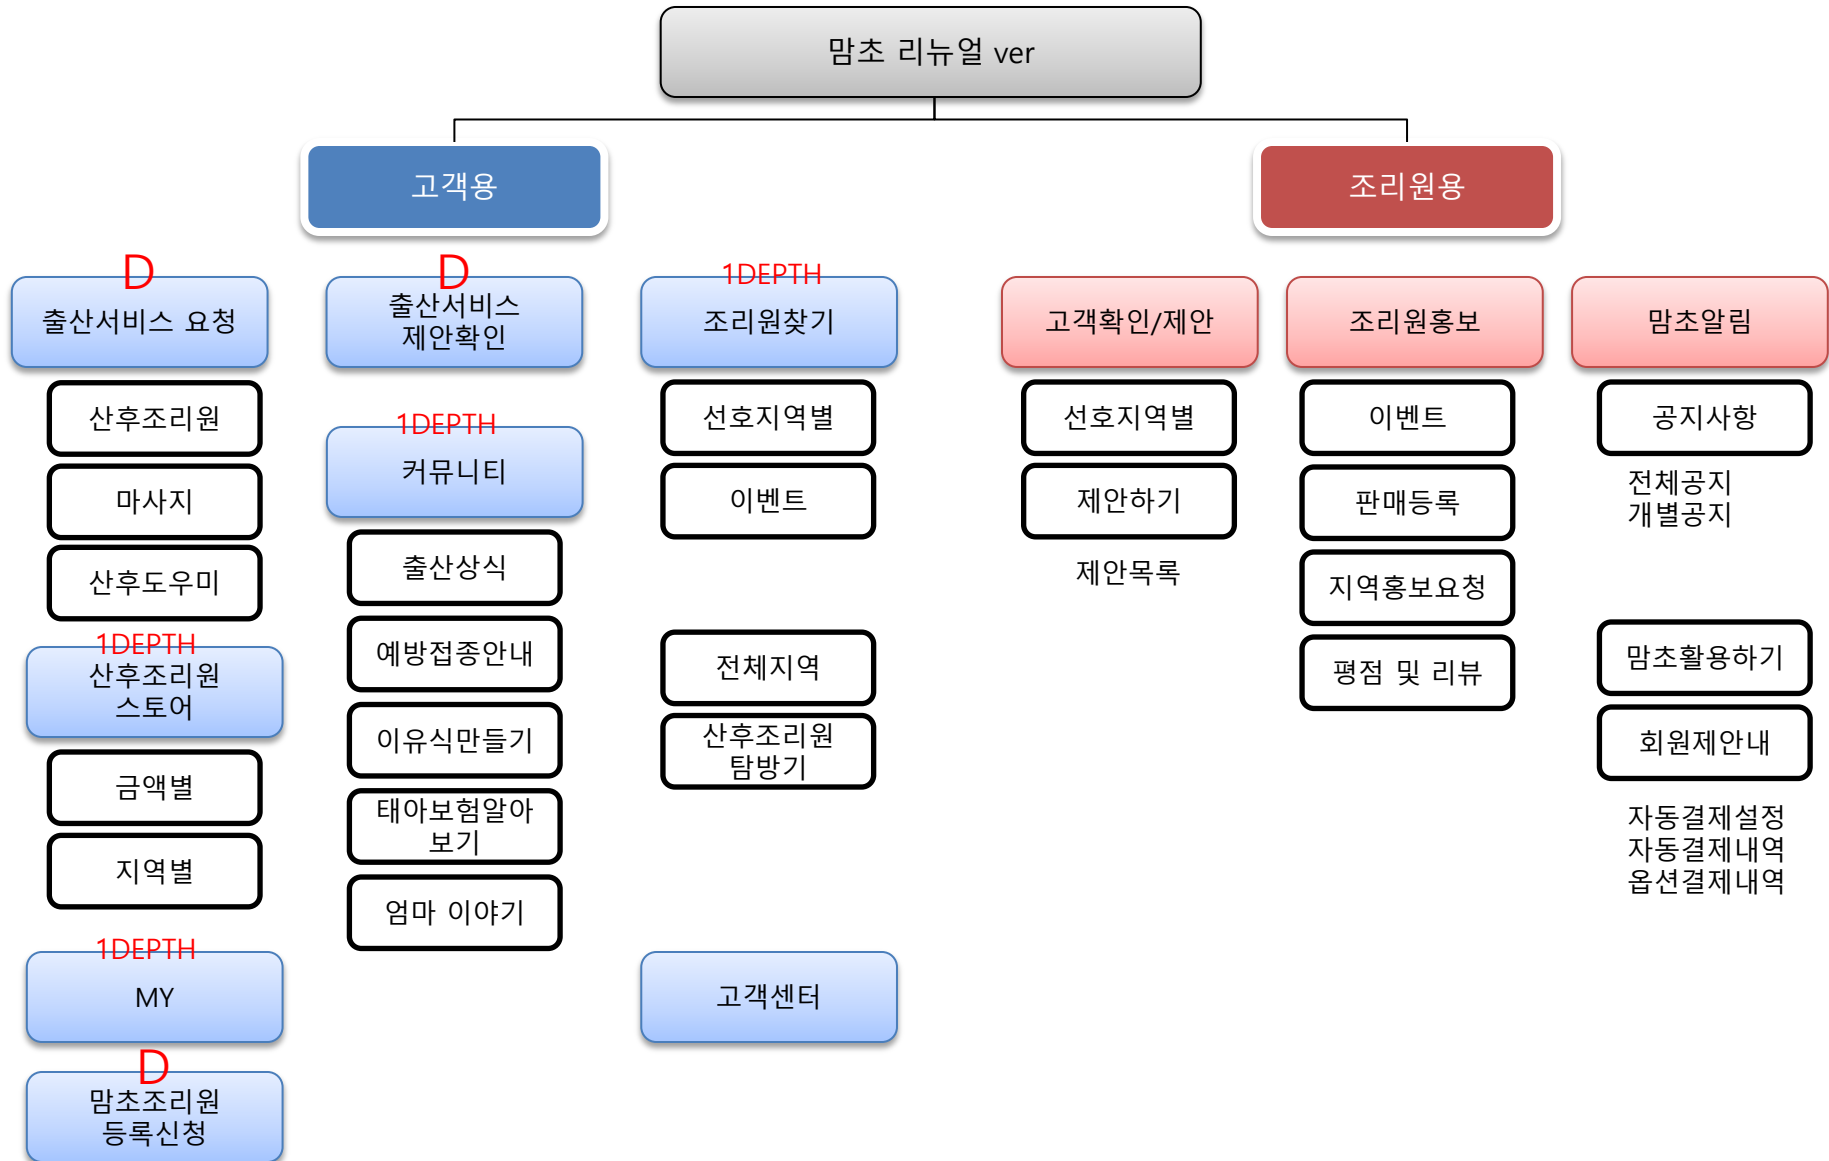 맘초 리뉴얼 ver
고객용
조리원용
D
출산서비스 요청
산후조리원
마사지
산후도우미
1DEPTH
산후조리원
스토어
금액별
지역별
1DEPTH
MY
D
맘초조리원
등록신청
D
출산서비스
제안확인
1DEPTH
커뮤니티
출산상식
예방접종안내
이유식만들기
태아보험알아
보기
엄마 이야기
1DEPTH
조리원찾기
선호지역별
이벤트
전체지역
산후조리원
탐방기
고객센터
고객확인/제안
선호지역별
제안하기
제안목록
조리원홍보
이벤트
판매등록
지역홍보요청
평점 및 리뷰
맘초알림
공지사항
전체공지
개별공지
맘초활용하기
회원제안내
자동결제설정
자동결제내역
옵션결제내역